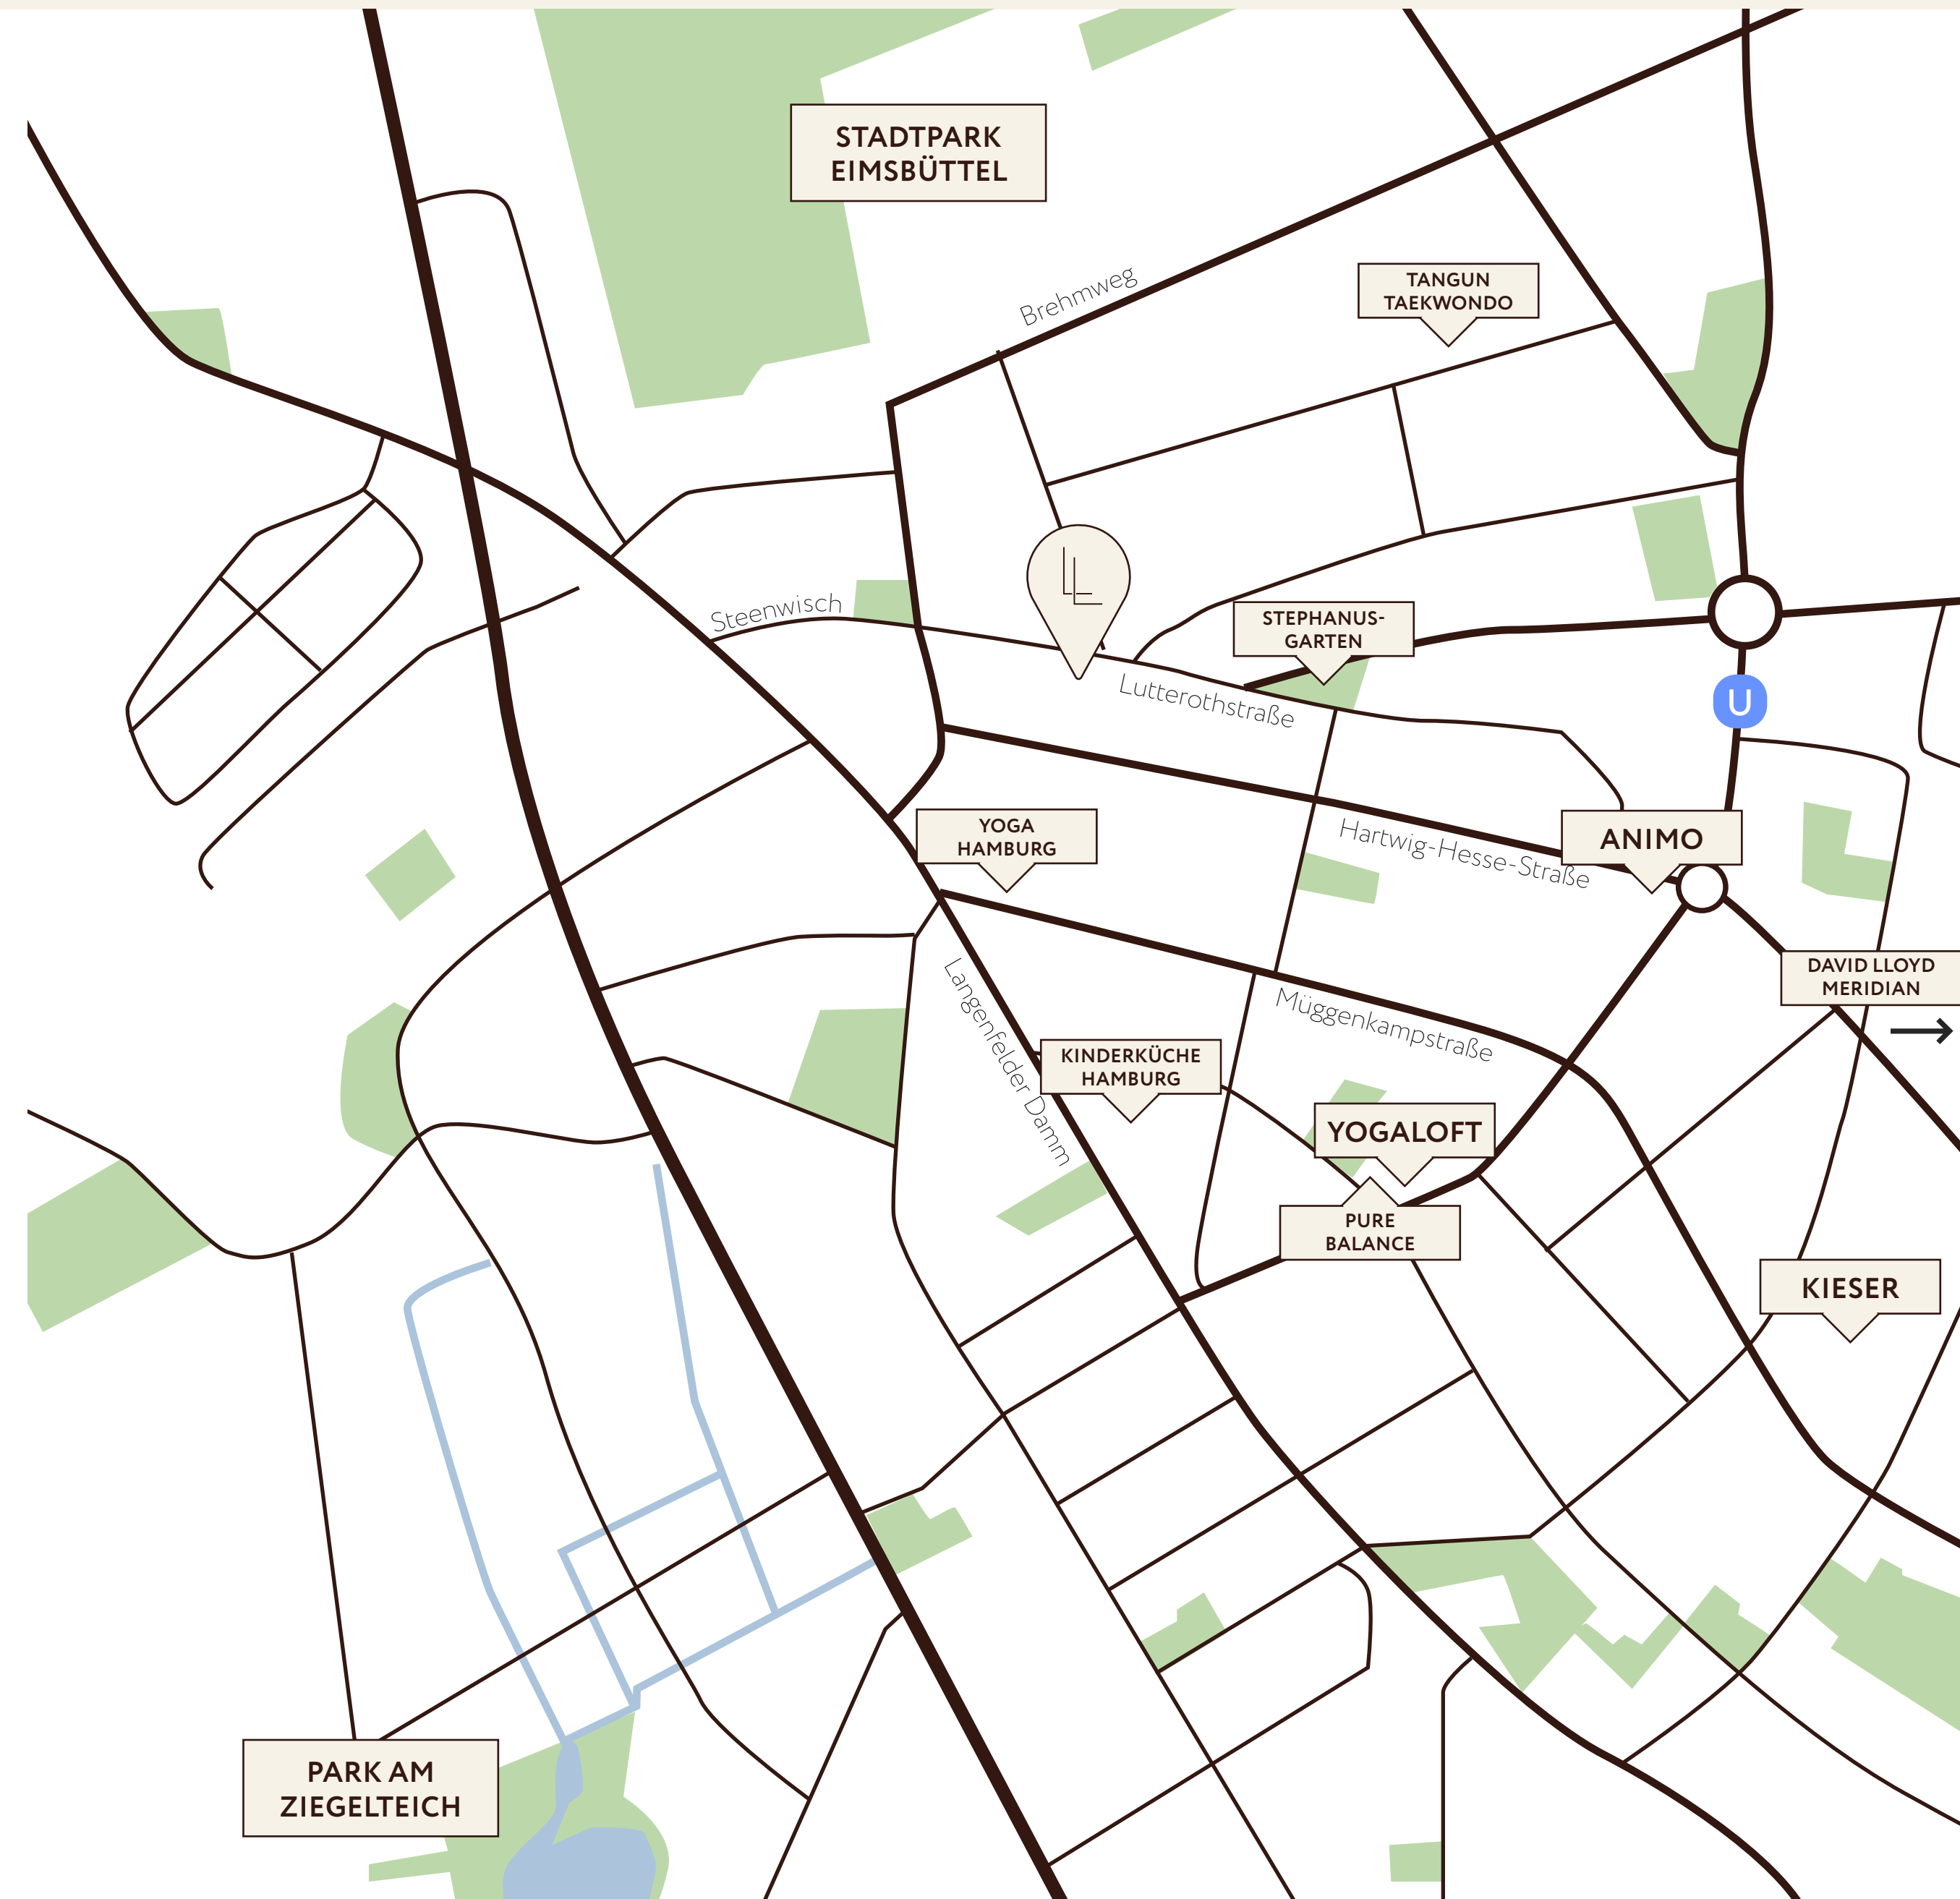 STADTPARK
EIMSBÜTTEL
Brehmweg
TANGUN
TAEKWONDO
Steenwisch
LL
STEPHANUS-
GARTEN
Lutterothstraße
U
YOGA
HAMBURG
Hartwig-Hesse-Straße
ANIMO
Langenfelder Damm
Müggenkampstraße
DAVID LLOYD
MERIDIAN
KINDERKÜCHE
HAMBURG
YOGALOFT
PURE
BALANCE
KIESER
PARK AM
ZIEGELTEICH